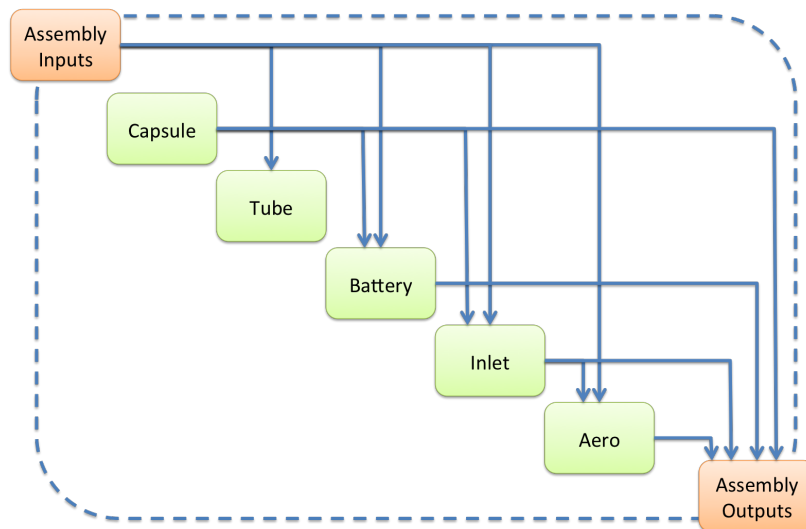 Assembly
Inputs
Capsule
Tube
Battery
Inlet
Aero
Assembly
Outputs